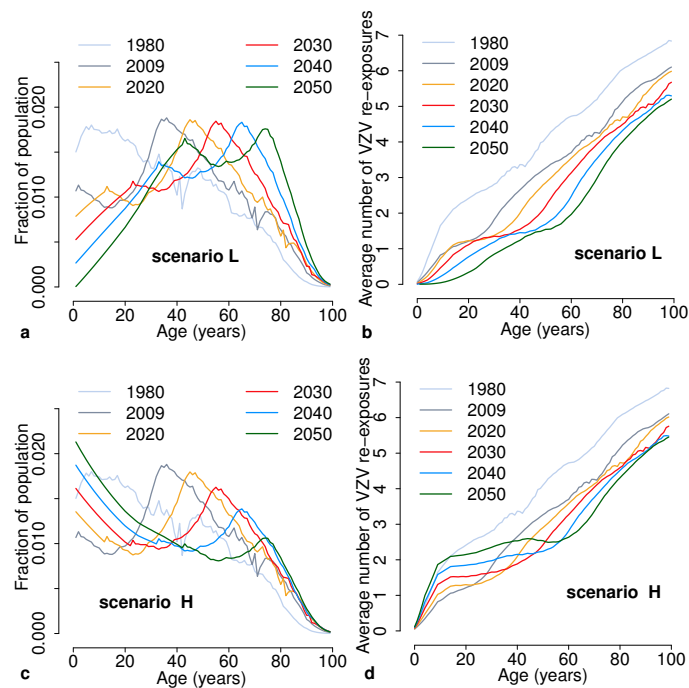 Fraction of population
0.000 0.010 0.020
1980 2030
2009 2040
2020 2050
scenario L
0 20 40 60 80 100
Age (years)
a
Average number of VZV re-exposures
0 1 2 3 4 5 6 7
1980
2009
2020
2030
2040
2050
scenario L
0 20 40 60 80 100
Age (years)
b
Fraction of population
0.000 0.010 0.020
1980 2030
2009 2040
2020 2050
scenario H
0 20 40 60 80 100
Age (years)
c
Average number of VZV re-exposures
0 1 2 3 4 5 6 7
1980
2009
2020
2030
2040
2050
scenario H
0 20 40 60 80 100
Age (years)
d